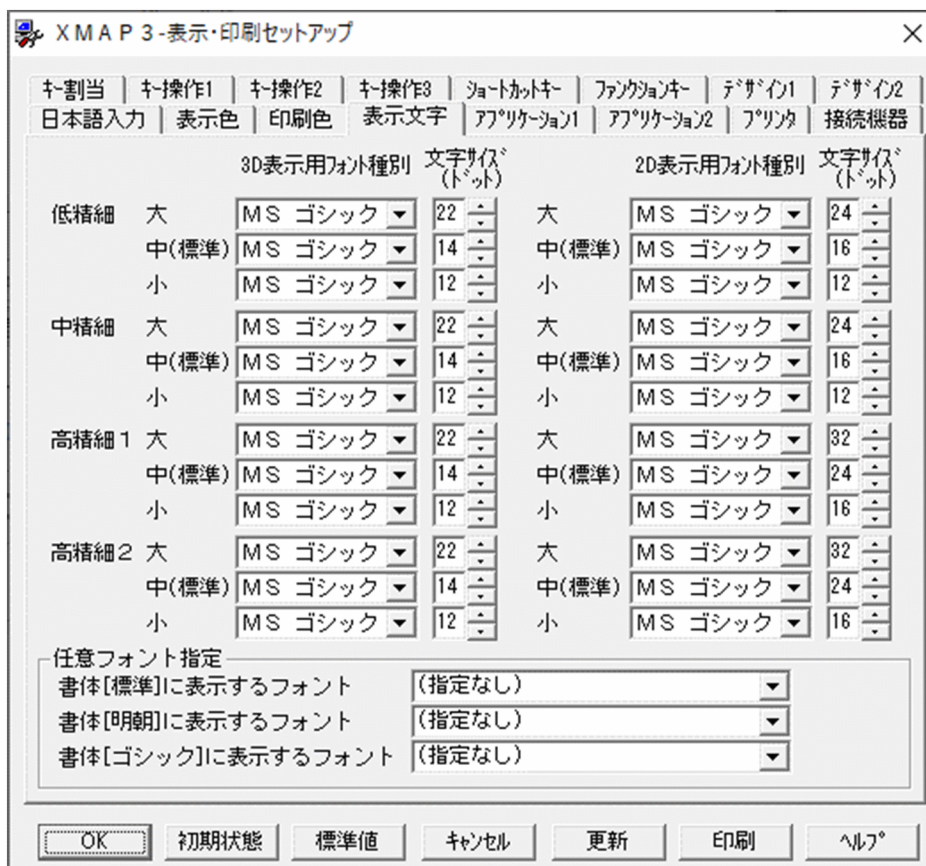 XMAP3-表示・印刷セットアップ
ｷｰ割当 ｷｰ操作1 ｷｰ操作2 ｷｰ操作3 ｼｮｰﾄｶｯﾄｷｰ ﾌｧﾝｸｼｮﾝｷｰ ﾃﾞｻﾞｲﾝ1 ﾃﾞｻﾞｲﾝ2
日本語入力 表示色 印刷色 表示文字 ｱﾌﾟﾘｹｰｼｮﾝ1 ｱﾌﾟﾘｹｰｼｮﾝ2 ﾌﾟﾘﾝﾀ 接続機器
3D表示用ﾌｫﾝﾄ種別 文字ｻｲｽﾞ 2D表示用ﾌｫﾝﾄ種別 文字ｻｲｽﾞ
(ﾄﾞｯﾄ) (ﾄﾞｯﾄ)
低精細 大 ＭＳ ゴシック 22 大 ＭＳ ゴシック 24
中(標準) ＭＳ ゴシック 14 中(標準) ＭＳ ゴシック 16
小 ＭＳ ゴシック 12 小 ＭＳ ゴシック 12
中精細 大 ＭＳ ゴシック 22 大 ＭＳ ゴシック 24
中(標準) ＭＳ ゴシック 14 中(標準) ＭＳ ゴシック 16
小 ＭＳ ゴシック 12 小 ＭＳ ゴシック 12
高精細１ 大 ＭＳ ゴシック 22 大 ＭＳ ゴシック 32
中(標準) ＭＳ ゴシック 14 中(標準) ＭＳ ゴシック 24
小 ＭＳ ゴシック 12 小 ＭＳ ゴシック 16
高精細２ 大 ＭＳ ゴシック 22 大 ＭＳ ゴシック 32
中(標準) ＭＳ ゴシック 14 中(標準) ＭＳ ゴシック 24
小 ＭＳ ゴシック 12 小 ＭＳ ゴシック 16
任意フォント指定
書体[標準]に表示するフォント (指定なし)
書体[明朝]に表示するフォント (指定なし)
書体[ゴシック]に表示するフォント (指定なし)
OK 初期状態 標準値 ｷｬﾝｾﾙ 更新 印刷 ﾍﾙﾌﾟ